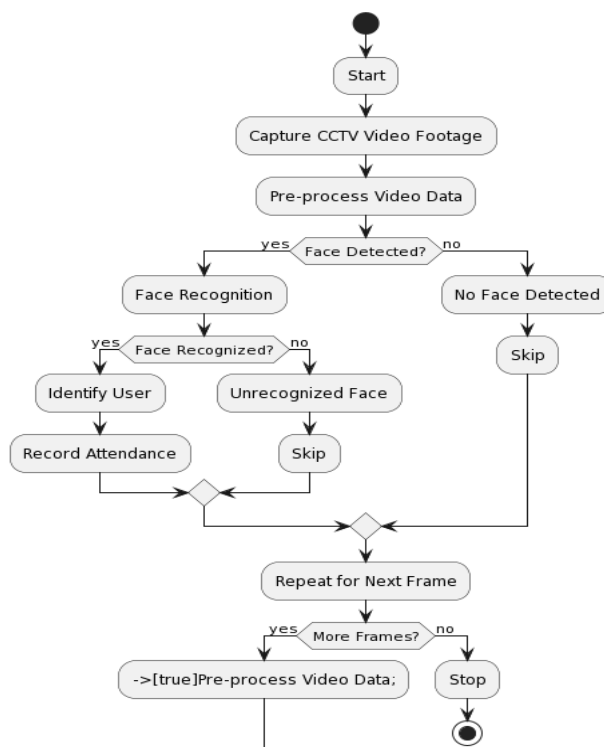 Start
Capture CCTV Video Footage
Pre-process Video Data
yes
Face Detected?
no
Face Recognition
No Face Detected
yes
Face Recognized?
no
Skip
Identify User
Unrecognized Face
Record Attendance
Skip
Repeat for Next Frame
yes
More Frames?
no
->[true]Pre-process Video Data;
Stop